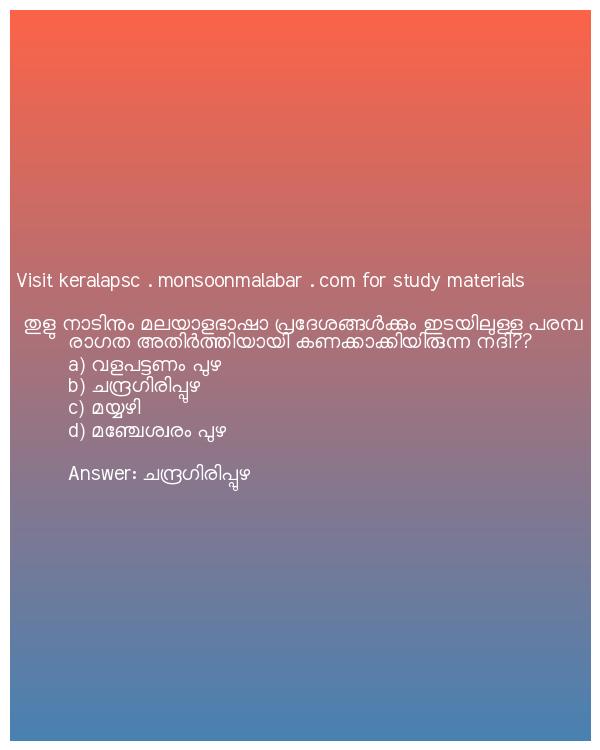 Visit keralapsc . monsoonmalabar . com for study materials
തുളു നാടിനും മലയാളഭാഷാ പ്രദേശങ്ങൾക്കും ഇടയിലുള്ള പരമ്പ
രാഗത അതിർത്തിയായി കണക്കാക്കിയിരുന്ന നദി??
a) വളപട്ടണം പുഴ
b) ചന്ദ്രഗിരിപ്പുഴ
c) മയ്യഴി
d) മഞ്ചേശ്വരം പുഴ
Answer: ചന്ദ്രഗിരിപ്പുഴ